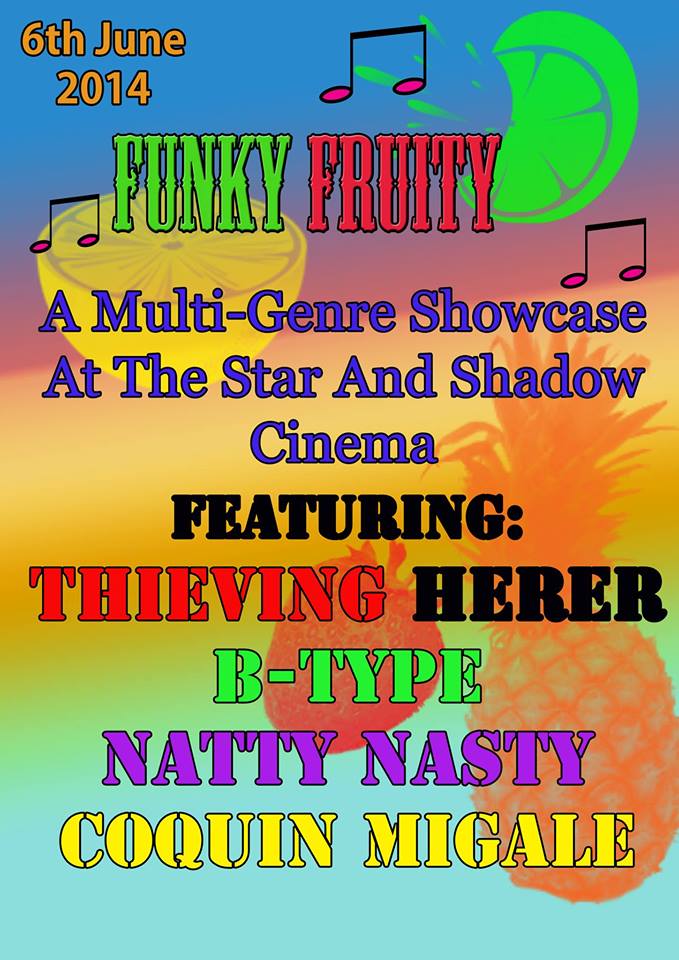 6th June
2014
FUNKY FRUITY
A Multi-Genre Showcase
At The Star And Shadow
Cinema
FEATURING:
THIEVING HERER
B-TYPE
NATTY NASTY
COQUIN MIGALE